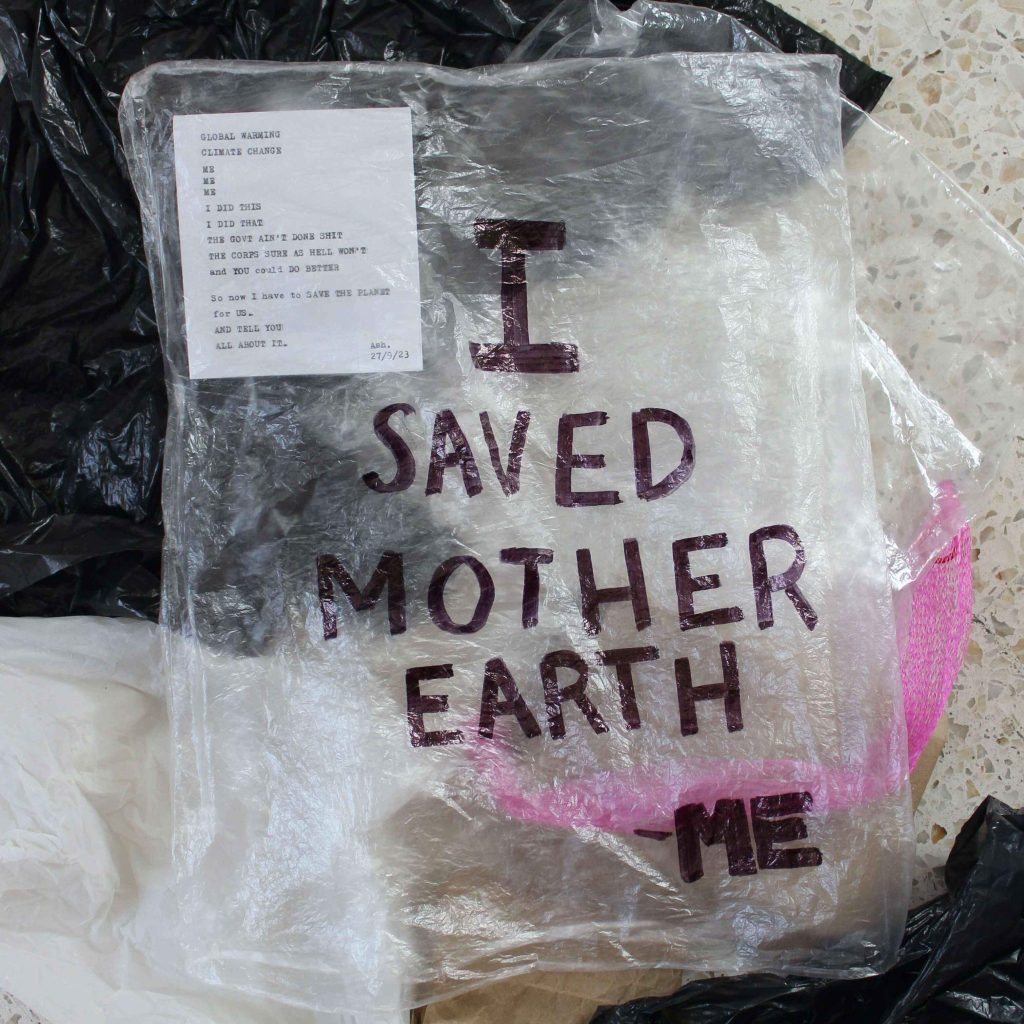 GLOBAL WARMING
CLIMATE CHANGE
ME
ME
ME
I DID THIS
I DID THAT
THE GOVT AIN'T DONE SHIT
THE CORPS SURE AS HELL WON'T
and YOU could DO BETTER
So now I have to SAVE THE PLANET
for US.
AND TELL YOU
ALL ABOUT IT.
Ash.
27/9/23
I
SAVED
MOTHER
EARTH
-ME